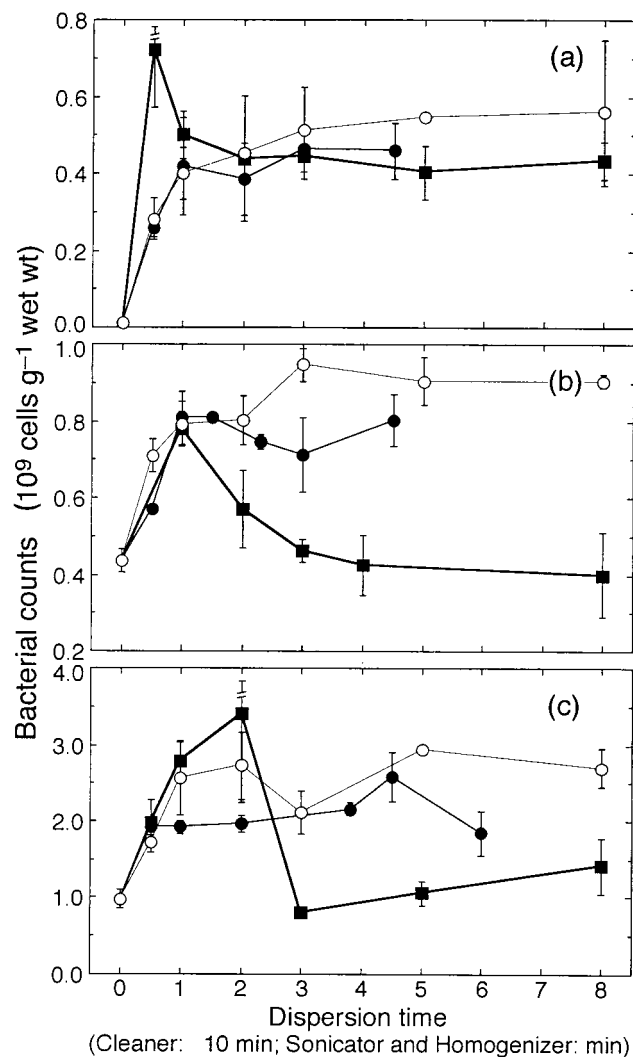 0.8
(a)
0.6
0.4
0.2
0.0
1.0
(b)
0.8
0.6
0.4
0.2
4.0
(c)
3.0
2.0
1.0
0.0
Bacterial counts (10⁹ cells g⁻¹ wet wt)
0 1 2 3 4 5 6 7 8
Dispersion time
(Cleaner: 10 min; Sonicator and Homogenizer: min)